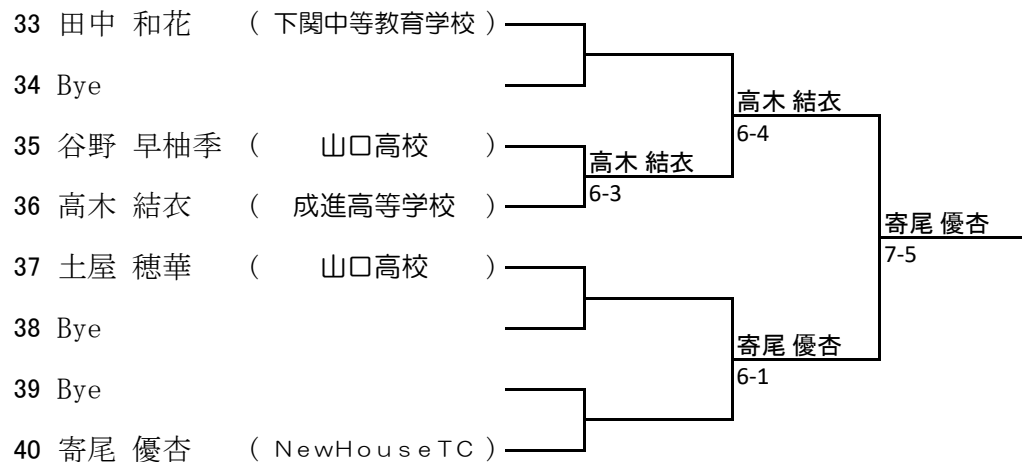 33 田中 和花 ( 下関中等教育学校 )
34 Bye
高木 結衣
6-4
35 谷野 早柚季 ( 山口高校 )
高木 結衣
6-3
36 高木 結衣 ( 成進高等学校 )
寄尾 優杏
7-5
37 土屋 穂華 ( 山口高校 )
38 Bye
寄尾 優杏
6-1
39 Bye
40 寄尾 優杏 ( NewHouseTC )